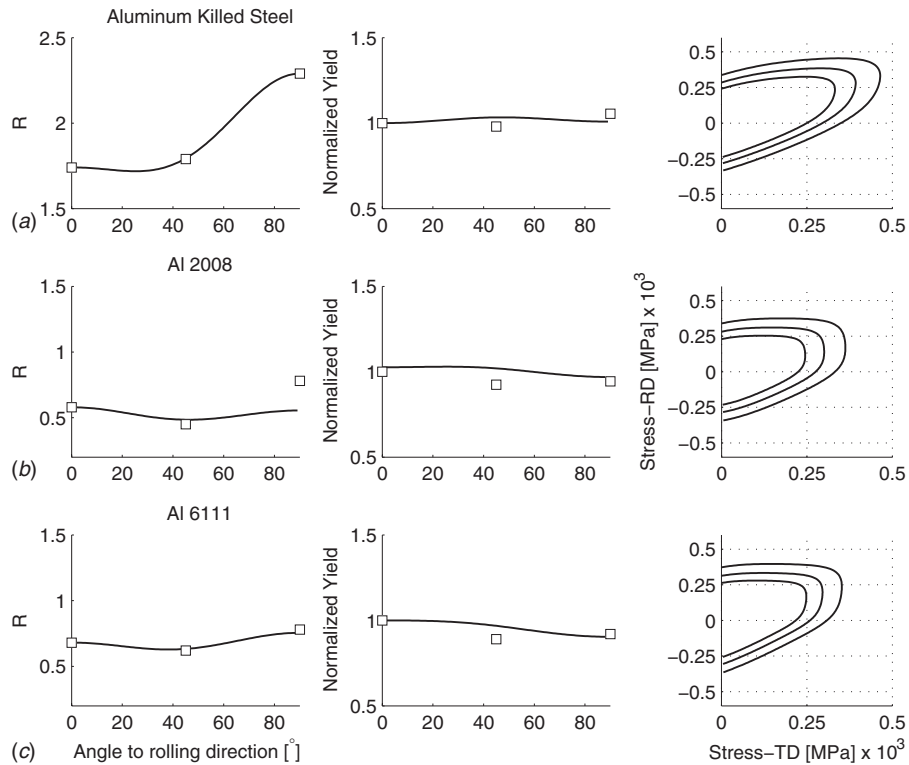 Aluminum Killed Steel
2.5
2
1.5
R
0 20 40 60 80
(a)
1.5
1
0.5
Normalized Yield
0 20 40 60 80
0.5
0.25
0
−0.25
−0.5
0 0.25 0.5
Al 2008
1.5
1
0.5
R
0 20 40 60 80
(b)
1.5
1
0.5
Normalized Yield
0 20 40 60 80
Stress−RD [MPa] x 10³
0.5
0.25
0
−0.25
−0.5
0 0.25 0.5
Al 6111
1.5
1
0.5
R
0 20 40 60 80
(c)
Angle to rolling direction [°]
1.5
1
0.5
Normalized Yield
0 20 40 60 80
0.5
0.25
0
−0.25
−0.5
0 0.25 0.5
Stress−TD [MPa] x 10³